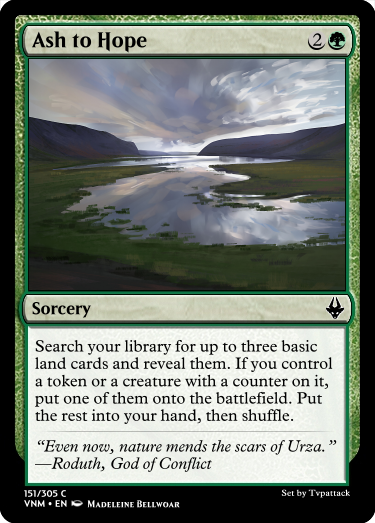 Ash to Hope 2
Sorcery
Search your library for up to three basic
land cards and reveal them. If you control
a token or a creature with a counter on it,
put one of them onto the battlefield. Put
the rest into your hand, then shuffle.
“Even now, nature mends the scars of Urza.”
—Roduth, God of Conflict
151/305 C
VNM • EN Madeleine Bellwoar
Set by Tvpattack